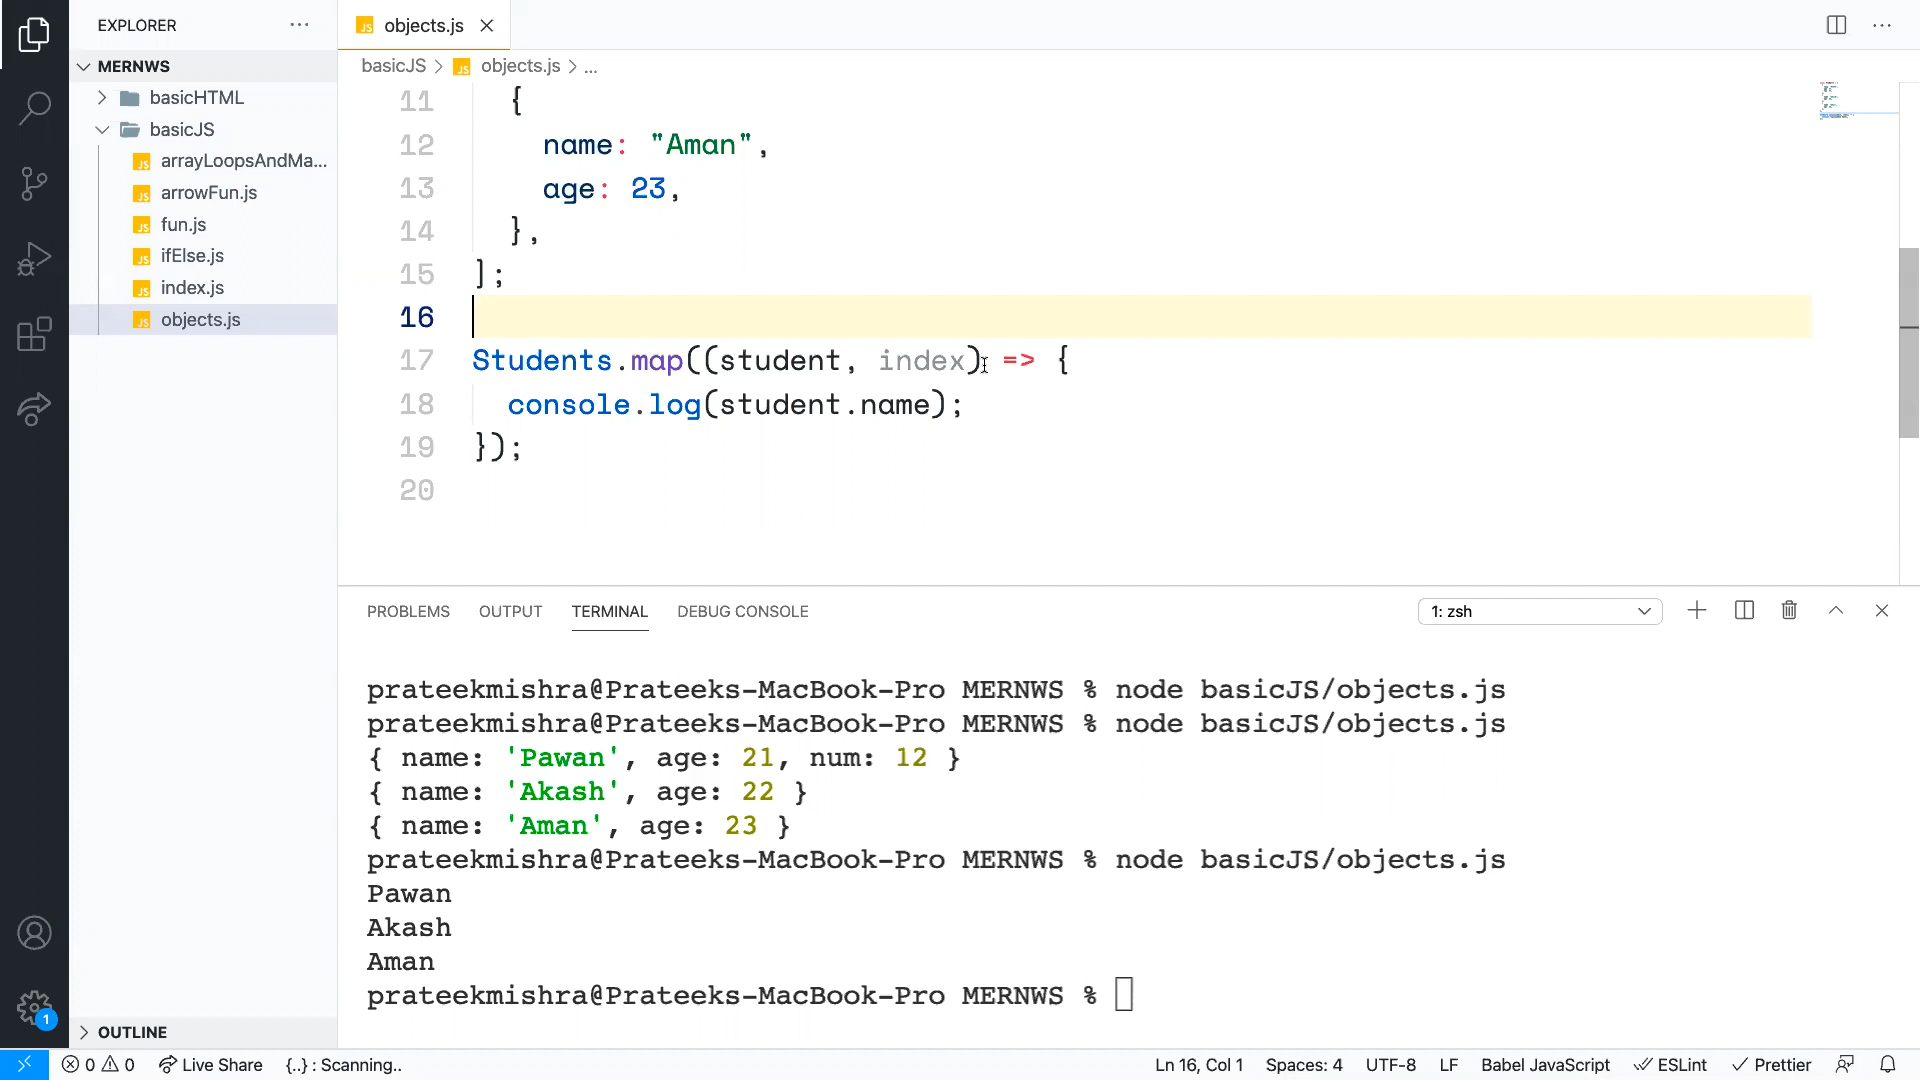 EXPLORER
MERNWS
basicHTML
basicJS
arrayLoopsAndMa...
arrowFun.js
fun.js
ifElse.js
index.js
objects.js
OUTLINE
objects.js
basicJS > objects.js > ...
11 {
12 name: "Aman",
13 age: 23,
14 },
15 ];
16
17 Students.map((student, index) => {
18 console.log(student.name);
19 });
20
PROBLEMS OUTPUT TERMINAL DEBUG CONSOLE 1: zsh
prateekmishra@Prateeks-MacBook-Pro MERNWS % node basicJS/objects.js
prateekmishra@Prateeks-MacBook-Pro MERNWS % node basicJS/objects.js
{ name: 'Pawan', age: 21, num: 12 }
{ name: 'Akash', age: 22 }
{ name: 'Aman', age: 23 }
prateekmishra@Prateeks-MacBook-Pro MERNWS % node basicJS/objects.js
Pawan
Akash
Aman
prateekmishra@Prateeks-MacBook-Pro MERNWS %
1
0 0 Live Share {..} : Scanning.. Ln 16, Col 1 Spaces: 4 UTF-8 LF Babel JavaScript ESLint Prettier